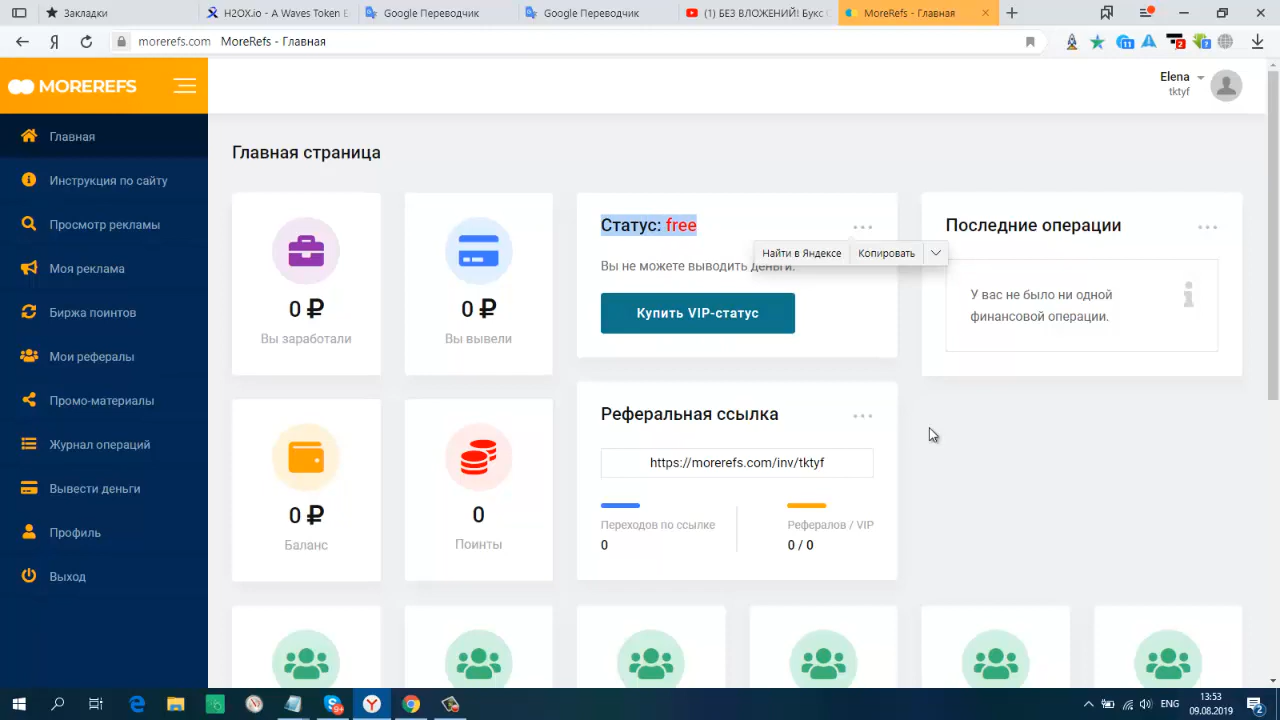 Закладки
H2OX.io - A Waves Token E
Google Переводчик
Google Переводчик
(1) БЕЗ ВЛОЖЕНИЙ! Букс С
MoreRefs - Главная
Я
morerefs.com MoreRefs - Главная
11
2
7
MOREREFS
Elena
tktyf
Главная
Инструкция по сайту
Просмотр рекламы
Моя реклама
Биржа поинтов
Мои рефералы
Промо-материалы
Журнал операций
Вывести деньги
Профиль
Выход
Главная страница
0 ₽
Вы заработали
0 ₽
Вы вывели
Статус: free
Найти в Яндексе Копировать
Вы не можете выводить деньги.
Купить VIP-статус
Последние операции
У вас не было ни одной
финансовой операции.
0 ₽
Баланс
0
Поинты
Реферальная ссылка
https://morerefs.com/inv/tktyf
Переходов по ссылке
0
Рефералов / VIP
0 / 0
ENG
13:53
09.08.2019
2